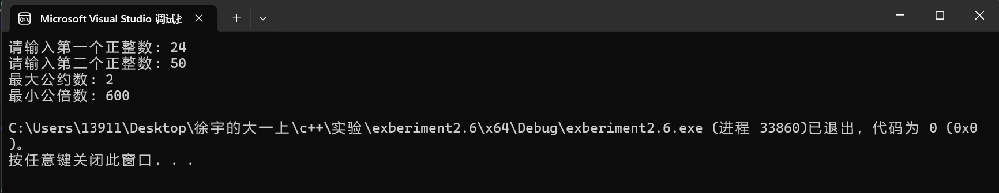 Microsoft Visual Studio 调试
请输入第一个正整数: 24
请输入第二个正整数: 50
最大公约数: 2
最小公倍数: 600
C:\Users\13911\Desktop\徐宇的大一上\c++\实验\exberiment2.6\x64\Debug\exberiment2.6.exe (进程 33860)已退出，代码为 0 (0x0
)。
按任意键关闭此窗口. . .